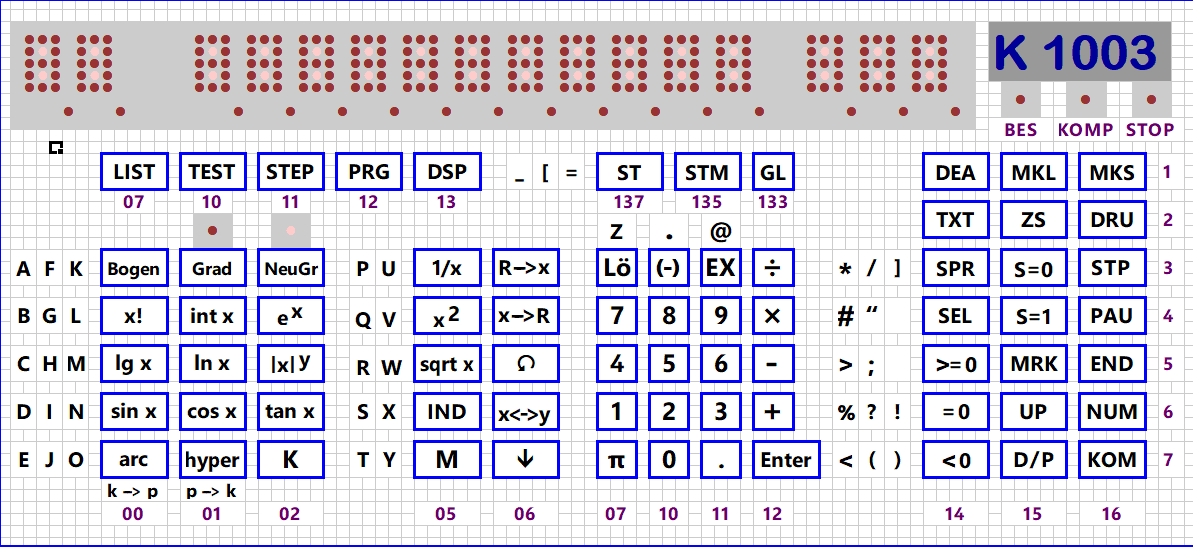 K 1003
BES KOMP STOP
LIST TEST STEP PRG DSP _ [ = ST STM GL DEA MKL MKS 1
07 10 11 12 13 137 135 133
TXT ZS DRU 2
Z . @
A F K Bogen Grad NeuGr P U 1/x R–>x Lö (-) EX ÷ * / ] SPR S=0 STP 3
B G L x! int x e^x Q V x² x–>R 7 8 9 × # “ SEL S=1 PAU 4
C H M lg x ln x |x|^y R W sqrt x 4 5 6 - > ; >=0 MRK END 5
D I N sin x cos x tan x S X IND x<->y 1 2 3 + % ? ! =0 UP NUM 6
E J O arc hyper K T Y M ↓ π 0 . Enter < ( ) <0 D/P KOM 7
k –> p p –> k
00 01 02 05 06 07 10 11 12 14 15 16